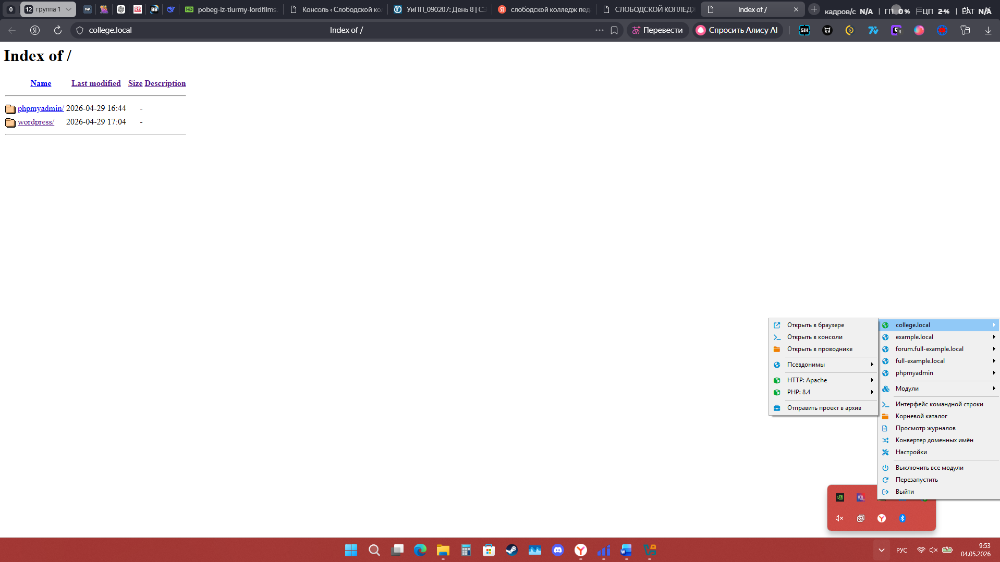 0
12 группа 1
pobeg-iz-tiurmy-lordfilms.
Консоль ‹ Слободской ко
УиПП_090207: День 8 | СЭ
слободской колледж пед
СЛОБОДСКОЙ КОЛЛЕДЖ
Index of /
кадров/с N/A | ГП 0 % | ЦП 2 % | БАТ N/A
college.local
Index of /
Перевести
Спросить Алису AI
Index of /
Name Last modified Size Description
phpmyadmin/ 2026-04-29 16:44 -
wordpress/ 2026-04-29 17:04 -
Открыть в браузере
Открыть в консоли
Открыть в проводнике
Псевдонимы
HTTP: Apache
PHP: 8.4
Отправить проект в архив
college.local
example.local
forum.full-example.local
full-example.local
phpmyadmin
Модули
Интерфейс командной строки
Корневой каталог
Просмотр журналов
Конвертер доменных имён
Настройки
Выключить все модули
Перезапустить
Выйти
РУС
9:53
04.05.2026